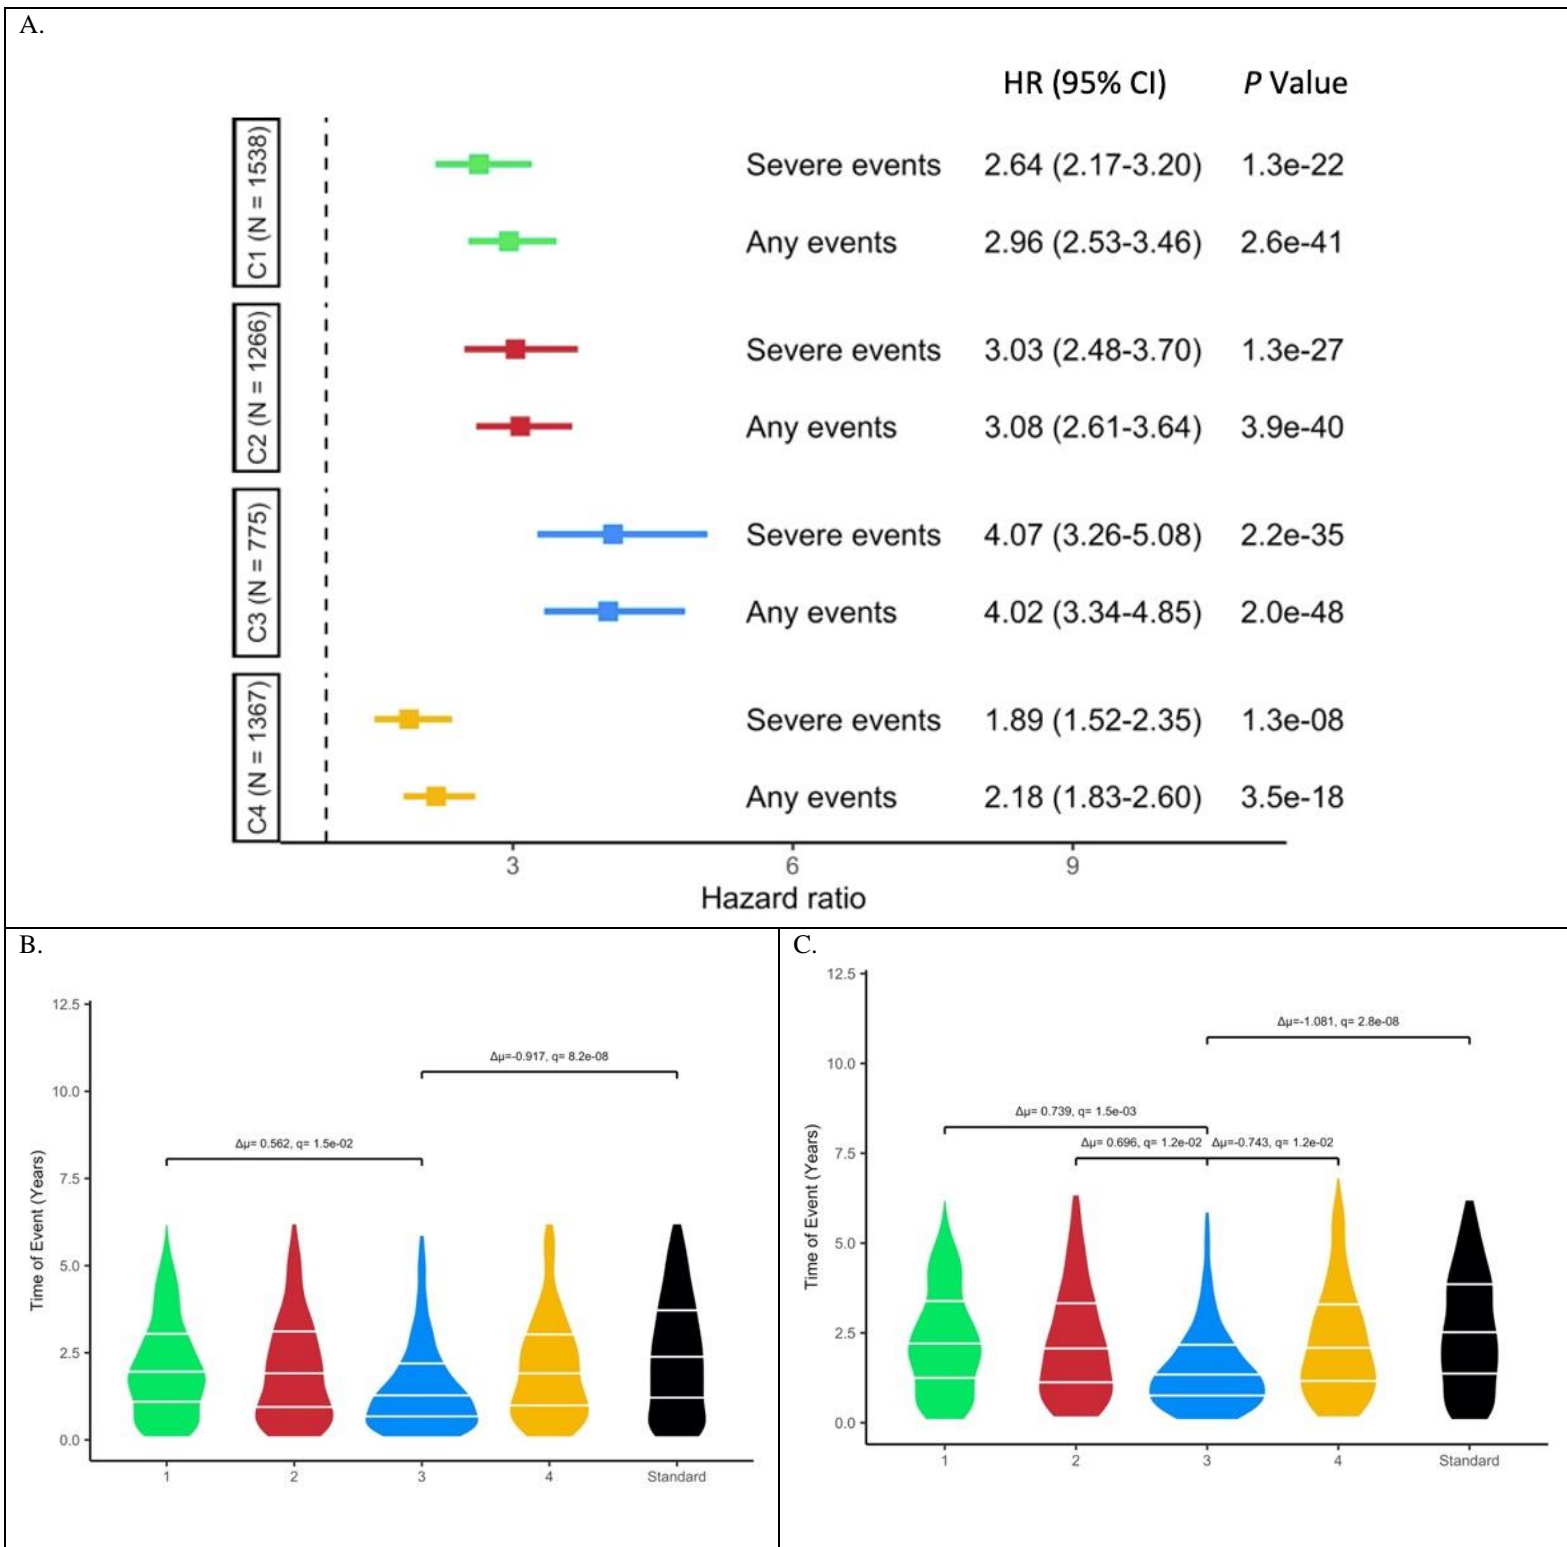 A.
HR (95% CI) P Value
C1 (N = 1538)
Severe events 2.64 (2.17-3.20) 1.3e-22
Any events 2.96 (2.53-3.46) 2.6e-41
C2 (N = 1266)
Severe events 3.03 (2.48-3.70) 1.3e-27
Any events 3.08 (2.61-3.64) 3.9e-40
C3 (N = 775)
Severe events 4.07 (3.26-5.08) 2.2e-35
Any events 4.02 (3.34-4.85) 2.0e-48
C4 (N = 1367)
Severe events 1.89 (1.52-2.35) 1.3e-08
Any events 2.18 (1.83-2.60) 3.5e-18
3 6 9
Hazard ratio
B.
Time of Event (Years)
12.5
10.0
7.5
5.0
2.5
0.0
Δμ=-0.917, q= 8.2e-08
Δμ= 0.562, q= 1.5e-02
1 2 3 4 Standard
C.
Time of Event (Years)
12.5
10.0
7.5
5.0
2.5
0.0
Δμ=-1.081, q= 2.8e-08
Δμ= 0.739, q= 1.5e-03
Δμ= 0.696, q= 1.2e-02 Δμ=-0.743, q= 1.2e-02
1 2 3 4 Standard